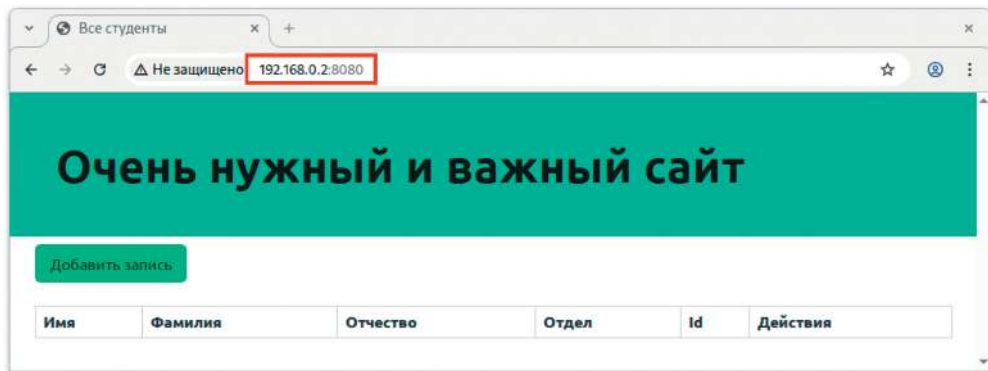 Все студенты
Не защищено 192.168.0.2:8080
Очень нужный и важный сайт
Добавить запись
Имя Фамилия Отчество Отдел Id Действия